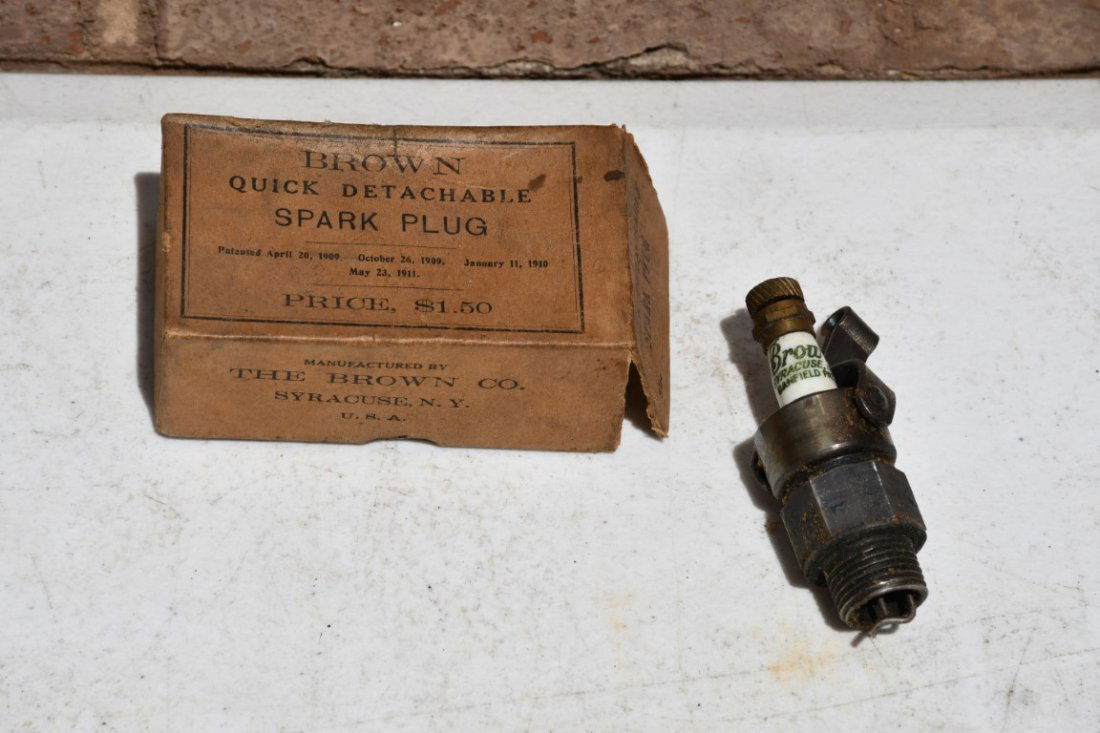 BROWN
QUICK DETACHABLE
SPARK PLUG
Patented April 20, 1909. October 26, 1909. January 11, 1910
May 23, 1911.
PRICE, $1.50
MANUFACTURED BY
THE BROWN CO.
SYRACUSE, N. Y.
U. S. A.
Brow
SYRACUSE